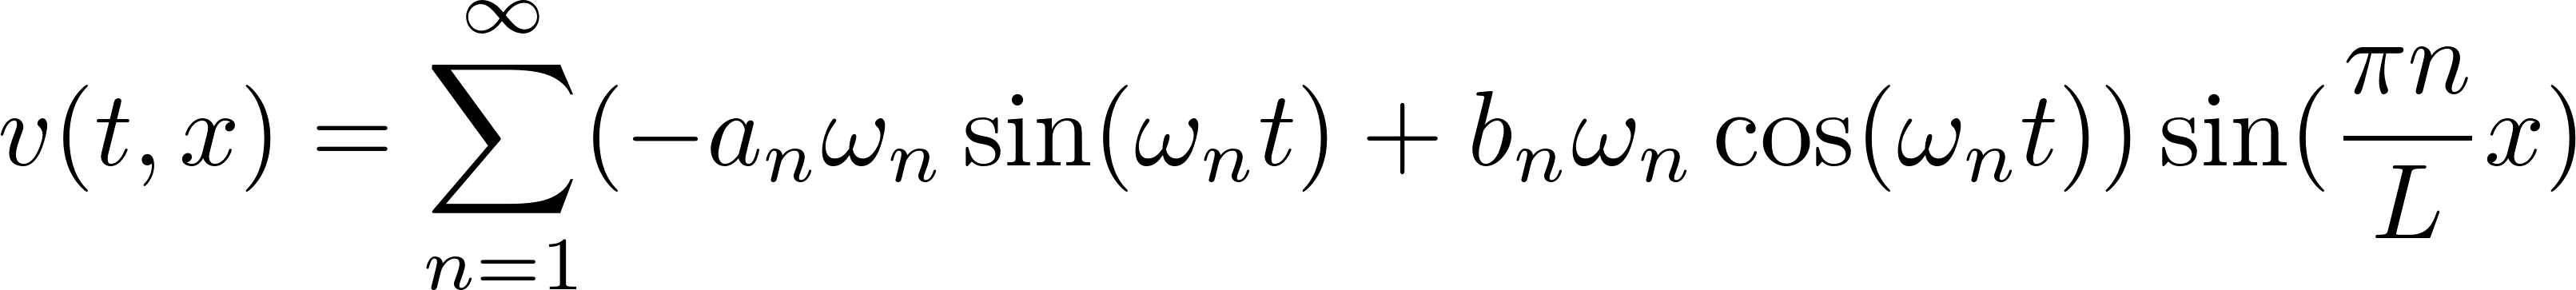 v(t, x) = \sum_{n=1}^{\infty} (-a_n \omega_n \sin(\omega_n t) + b_n \omega_n \cos(\omega_n t)) \sin(\frac{\pi n}{L} x)